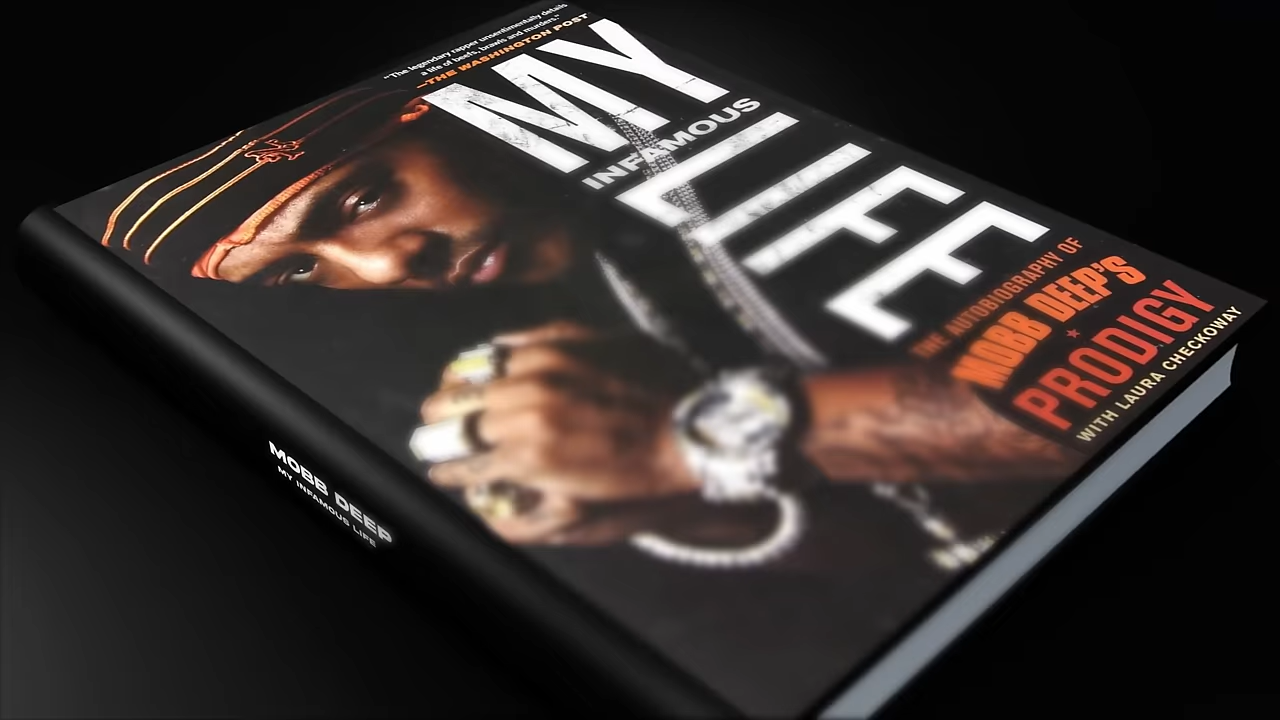 "The legendary rapper unsentimentally details
a life of beefs, brawls and murders."
—THE WASHINGTON POST
MY
INFAMOUS
LIFE
THE AUTOBIOGRAPHY OF
MOBB DEEP'S
PRODIGY
WITH LAURA CHECKOWAY
MOBB DEEP
MY INFAMOUS LIFE